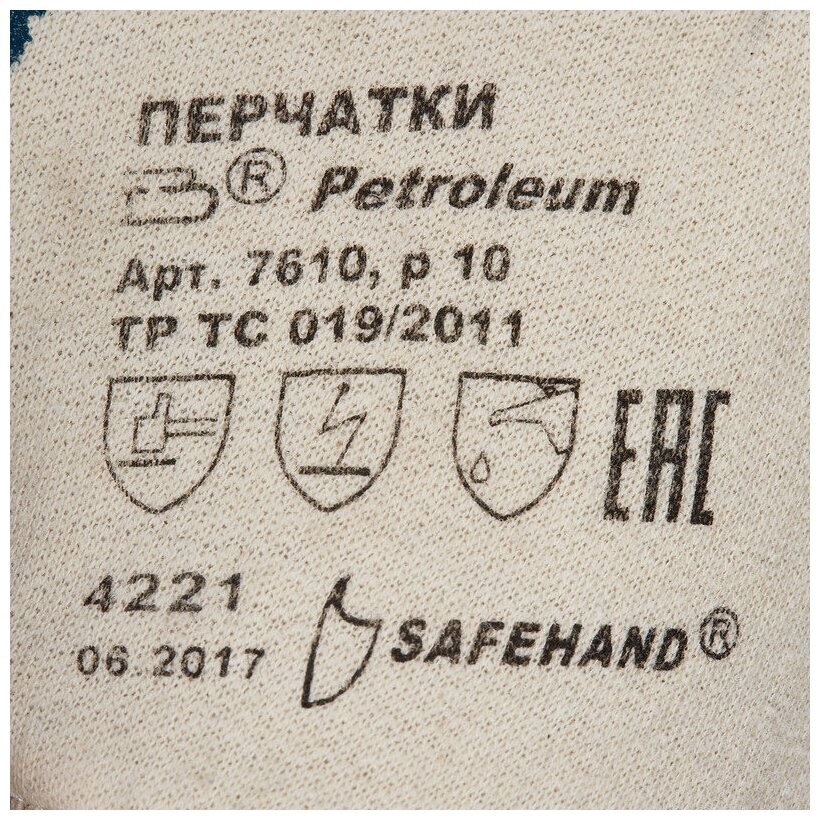 ПЕРЧАТКИ
® Petroleum
Арт. 7610, р 10
ТР ТС 019/2011
ЕАС
4221
06.2017
SAFEHAND®